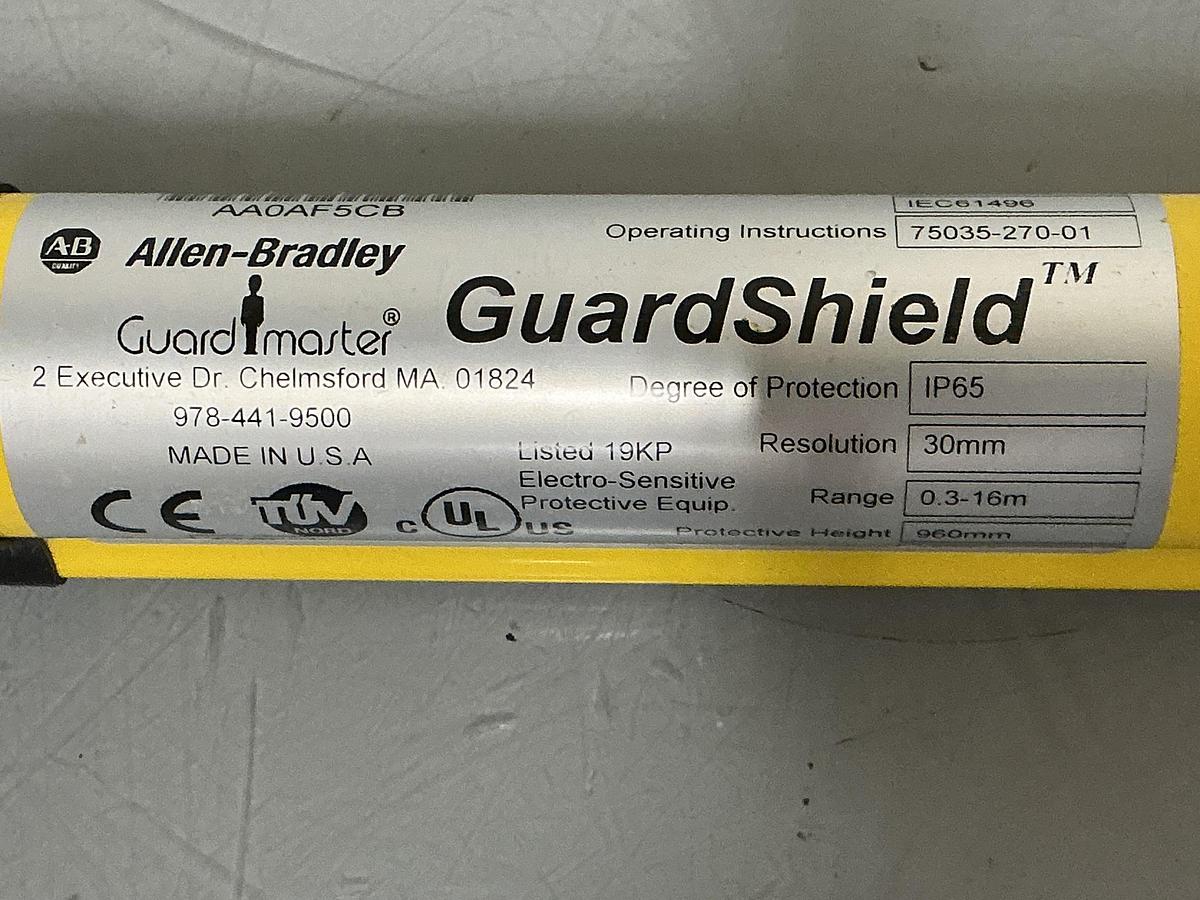 AA0AF5CB
IEC61496
Operating Instructions 75035-270-01
AB
QUALITY
Allen-Bradley
Guardmaster®
GuardShield™
2 Executive Dr. Chelmsford MA. 01824
978-441-9500
MADE IN U.S.A
Degree of Protection IP65
Resolution 30mm
Range 0.3-16m
Protective Height 960mm
Listed 19KP
Electro-Sensitive
Protective Equip.
CE
TÜV
NORD
C UL US